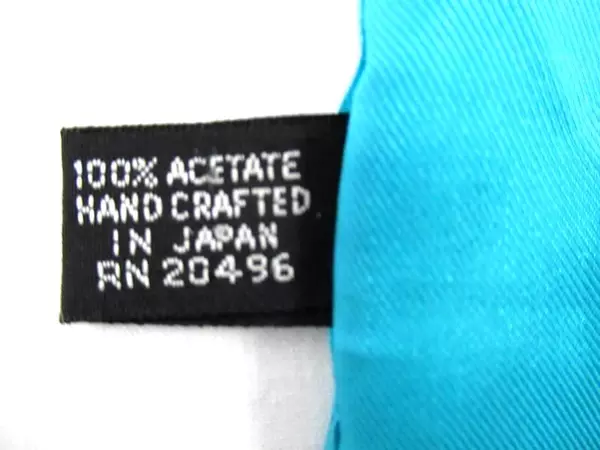 100% ACETATE
HAND CRAFTED
IN JAPAN
RN 20496